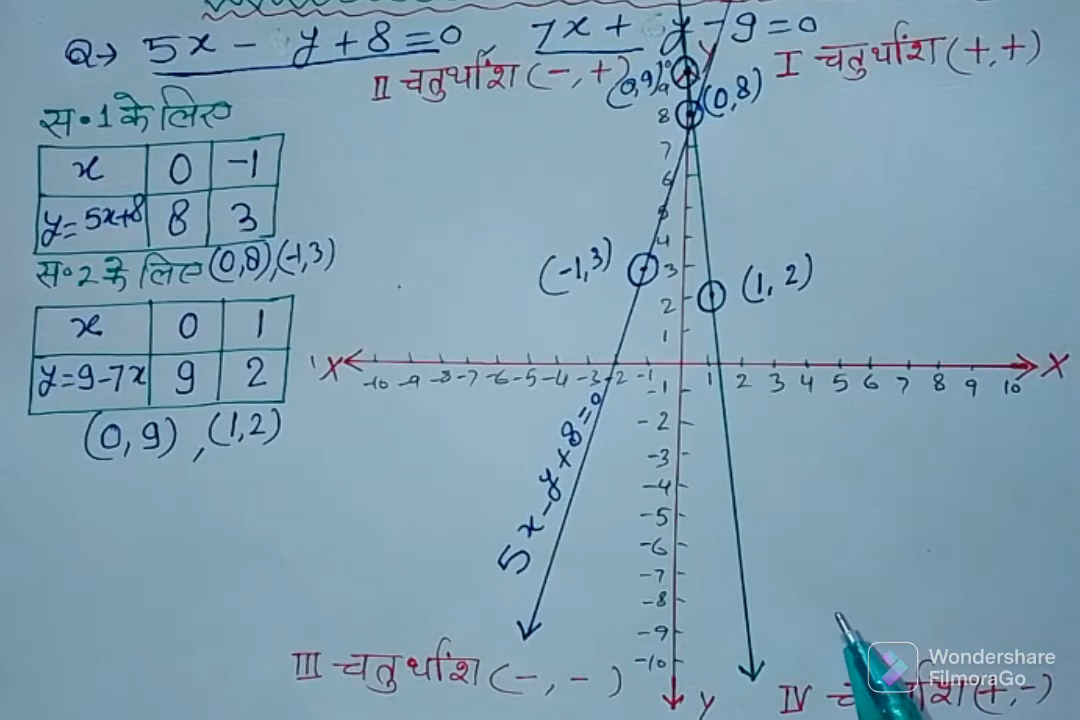 Q→ 5x - y + 8 = 0 7x + y - 9 = 0
II चतुर्थांश (-, +) I चतुर्थांश (+, +)
(0, 9) (0, 8)
Y
स॰ 1 के लिए
x 0 -1
y = 5x+8 8 3
(0, 8), (-1, 3)
स॰ 2 के लिए
x 0 1
y = 9-7x 9 2
(0, 9), (1, 2)
(-1, 3) (1, 2)
10
9
8
7
6
5
4
3
2
1
'X -10 -9 -8 -7 -6 -5 -4 -3 -2 -1 1 2 3 4 5 6 7 8 9 10 X
-1
-2
-3
-4
-5
-6
-7
-8
-9
-10
5x - y + 8 = 0
III चतुर्थांश (-, -) Y IV (+, -)
Wondershare
FilmoraGo